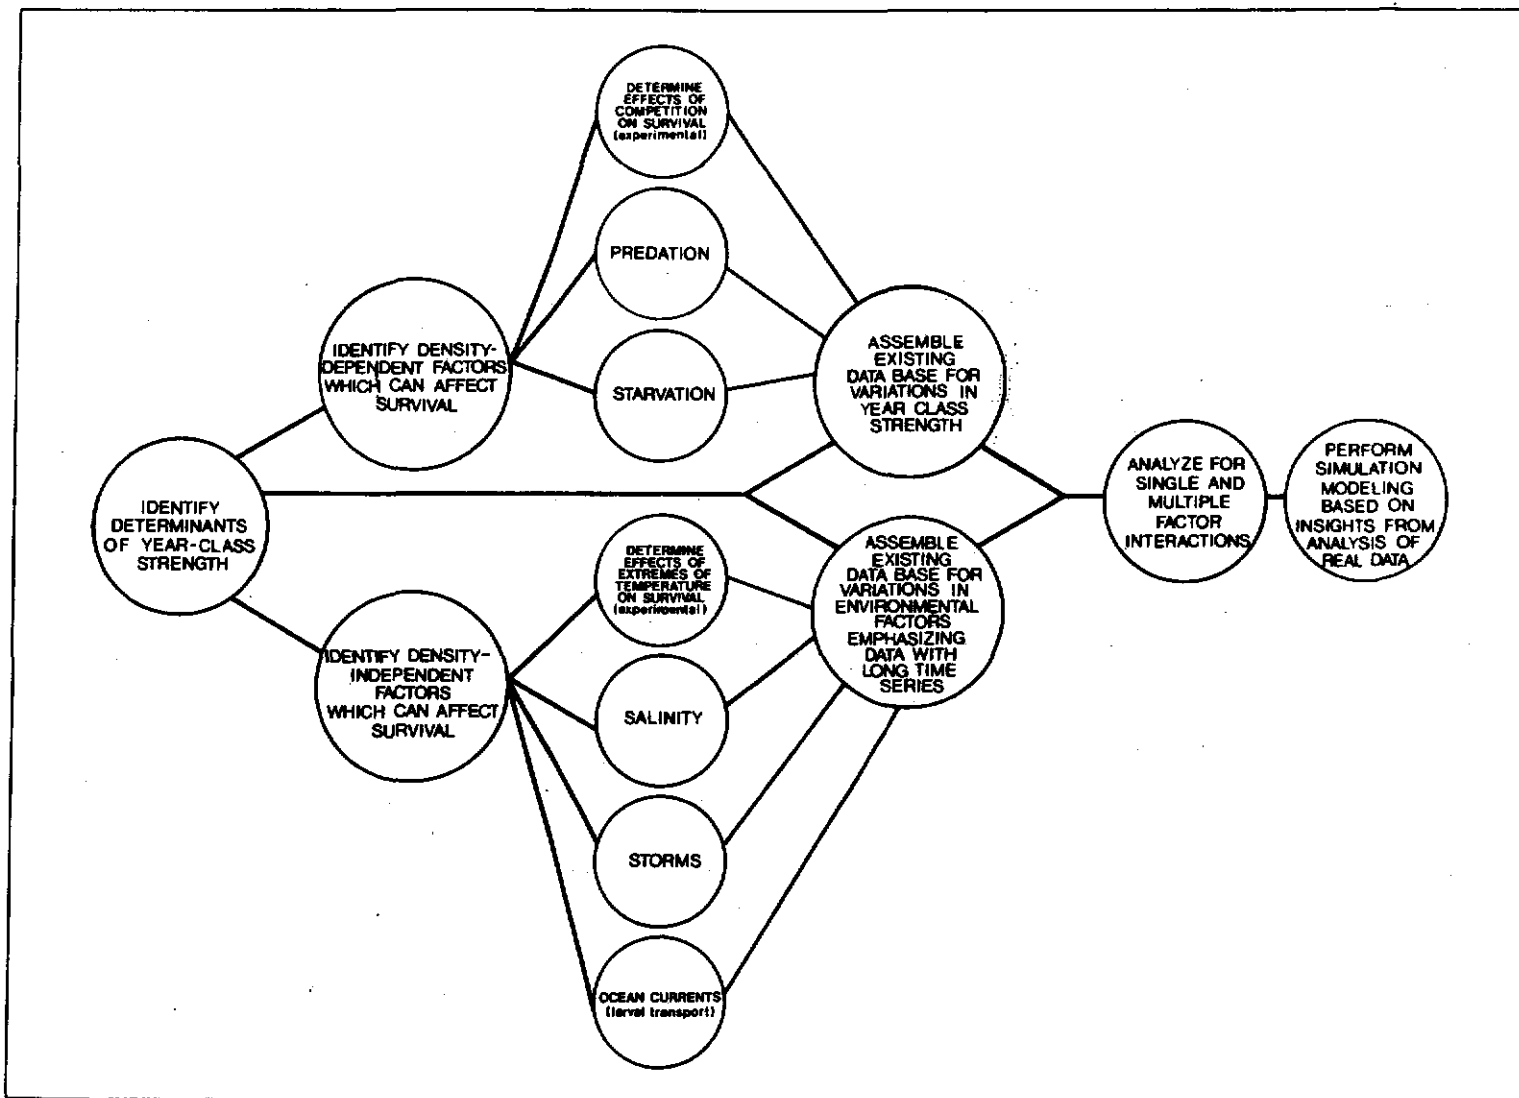 DETERMINE
EFFECTS OF
COMPETITION
ON SURVIVAL
(experimental)
PREDATION
STARVATION
IDENTIFY DENSITY-
DEPENDENT FACTORS
WHICH CAN AFFECT
SURVIVAL
ASSEMBLE
EXISTING
DATA BASE FOR
VARIATIONS IN
YEAR CLASS
STRENGTH
IDENTIFY
DETERMINANTS
OF YEAR-CLASS
STRENGTH
ANALYZE FOR
SINGLE AND
MULTIPLE
FACTOR
INTERACTIONS
PERFORM
SIMULATION
MODELING
BASED ON
INSIGHTS FROM
ANALYSIS OF
REAL DATA
DETERMINE
EFFECTS OF
EXTREMES OF
TEMPERATURE
ON SURVIVAL
(experimental)
ASSEMBLE
EXISTING
DATA BASE FOR
VARIATIONS IN
ENVIRONMENTAL
FACTORS
EMPHASIZING
DATA WITH
LONG TIME
SERIES
IDENTIFY DENSITY-
INDEPENDENT
FACTORS
WHICH CAN AFFECT
SURVIVAL
SALINITY
STORMS
OCEAN CURRENTS
(larval transport)